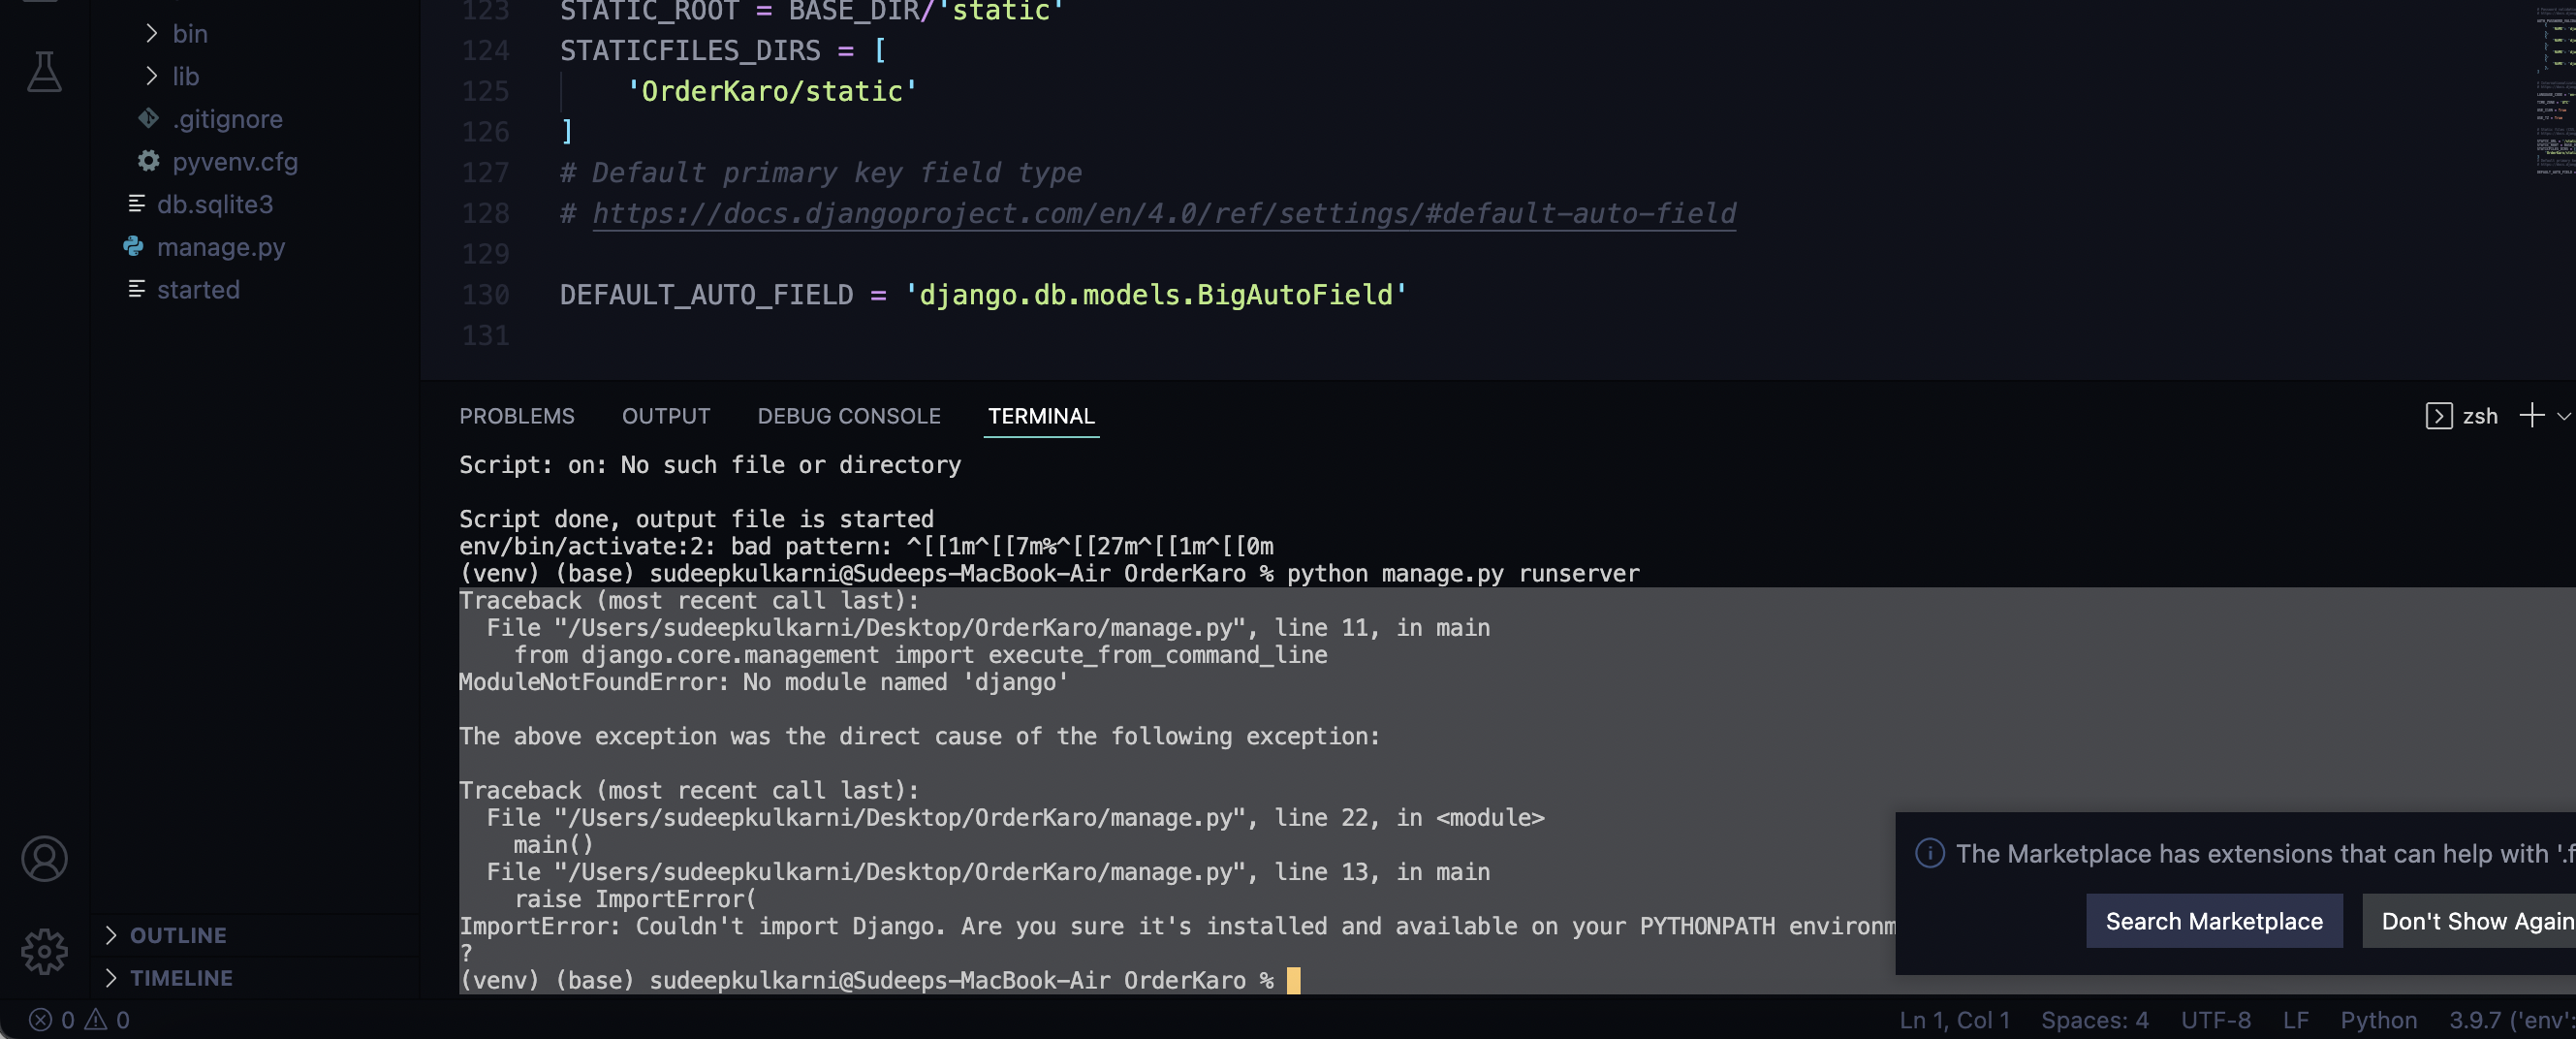 bin
lib
.gitignore
pyvenv.cfg
db.sqlite3
manage.py
started
OUTLINE
TIMELINE
123 STATIC_ROOT = BASE_DIR/'static'
124 STATICFILES_DIRS = [
125 'OrderKaro/static'
126 ]
127 # Default primary key field type
128 # https://docs.djangoproject.com/en/4.0/ref/settings/#default-auto-field
129
130 DEFAULT_AUTO_FIELD = 'django.db.models.BigAutoField'
131
PROBLEMS OUTPUT DEBUG CONSOLE TERMINAL zsh
Script: on: No such file or directory
Script done, output file is started
env/bin/activate:2: bad pattern: ^[[1m^[[7m%^[[27m^[[1m^[[0m
(venv) (base) sudeepkulkarni@Sudeeps-MacBook-Air OrderKaro % python manage.py runserver
Traceback (most recent call last):
File "/Users/sudeepkulkarni/Desktop/OrderKaro/manage.py", line 11, in main
from django.core.management import execute_from_command_line
ModuleNotFoundError: No module named 'django'
The above exception was the direct cause of the following exception:
Traceback (most recent call last):
File "/Users/sudeepkulkarni/Desktop/OrderKaro/manage.py", line 22, in <module>
main()
File "/Users/sudeepkulkarni/Desktop/OrderKaro/manage.py", line 13, in main
raise ImportError(
ImportError: Couldn't import Django. Are you sure it's installed and available on your PYTHONPATH environm
?
(venv) (base) sudeepkulkarni@Sudeeps-MacBook-Air OrderKaro %
The Marketplace has extensions that can help with '.f
Search Marketplace Don't Show Again
0 0 Ln 1, Col 1 Spaces: 4 UTF-8 LF Python 3.9.7 ('env':